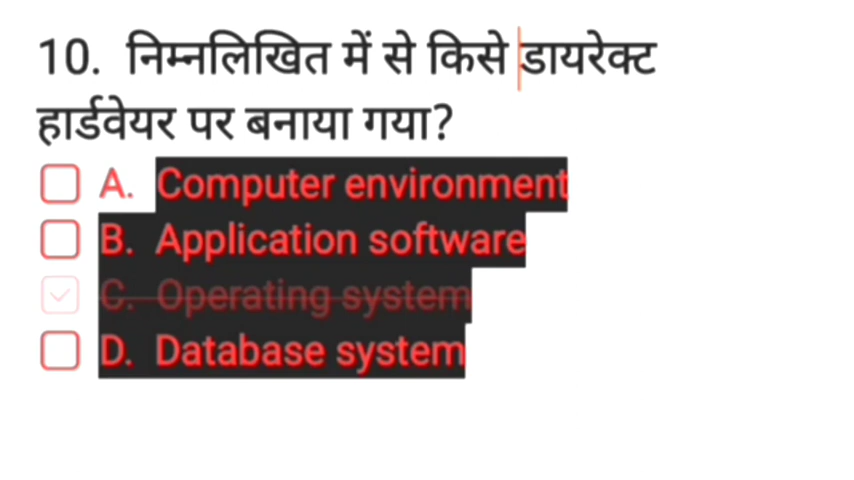 10. निम्नलिखित में से किसे डायरेक्ट
हार्डवेयर पर बनाया गया?
A. Computer environment
B. Application software
C. Operating system
D. Database system